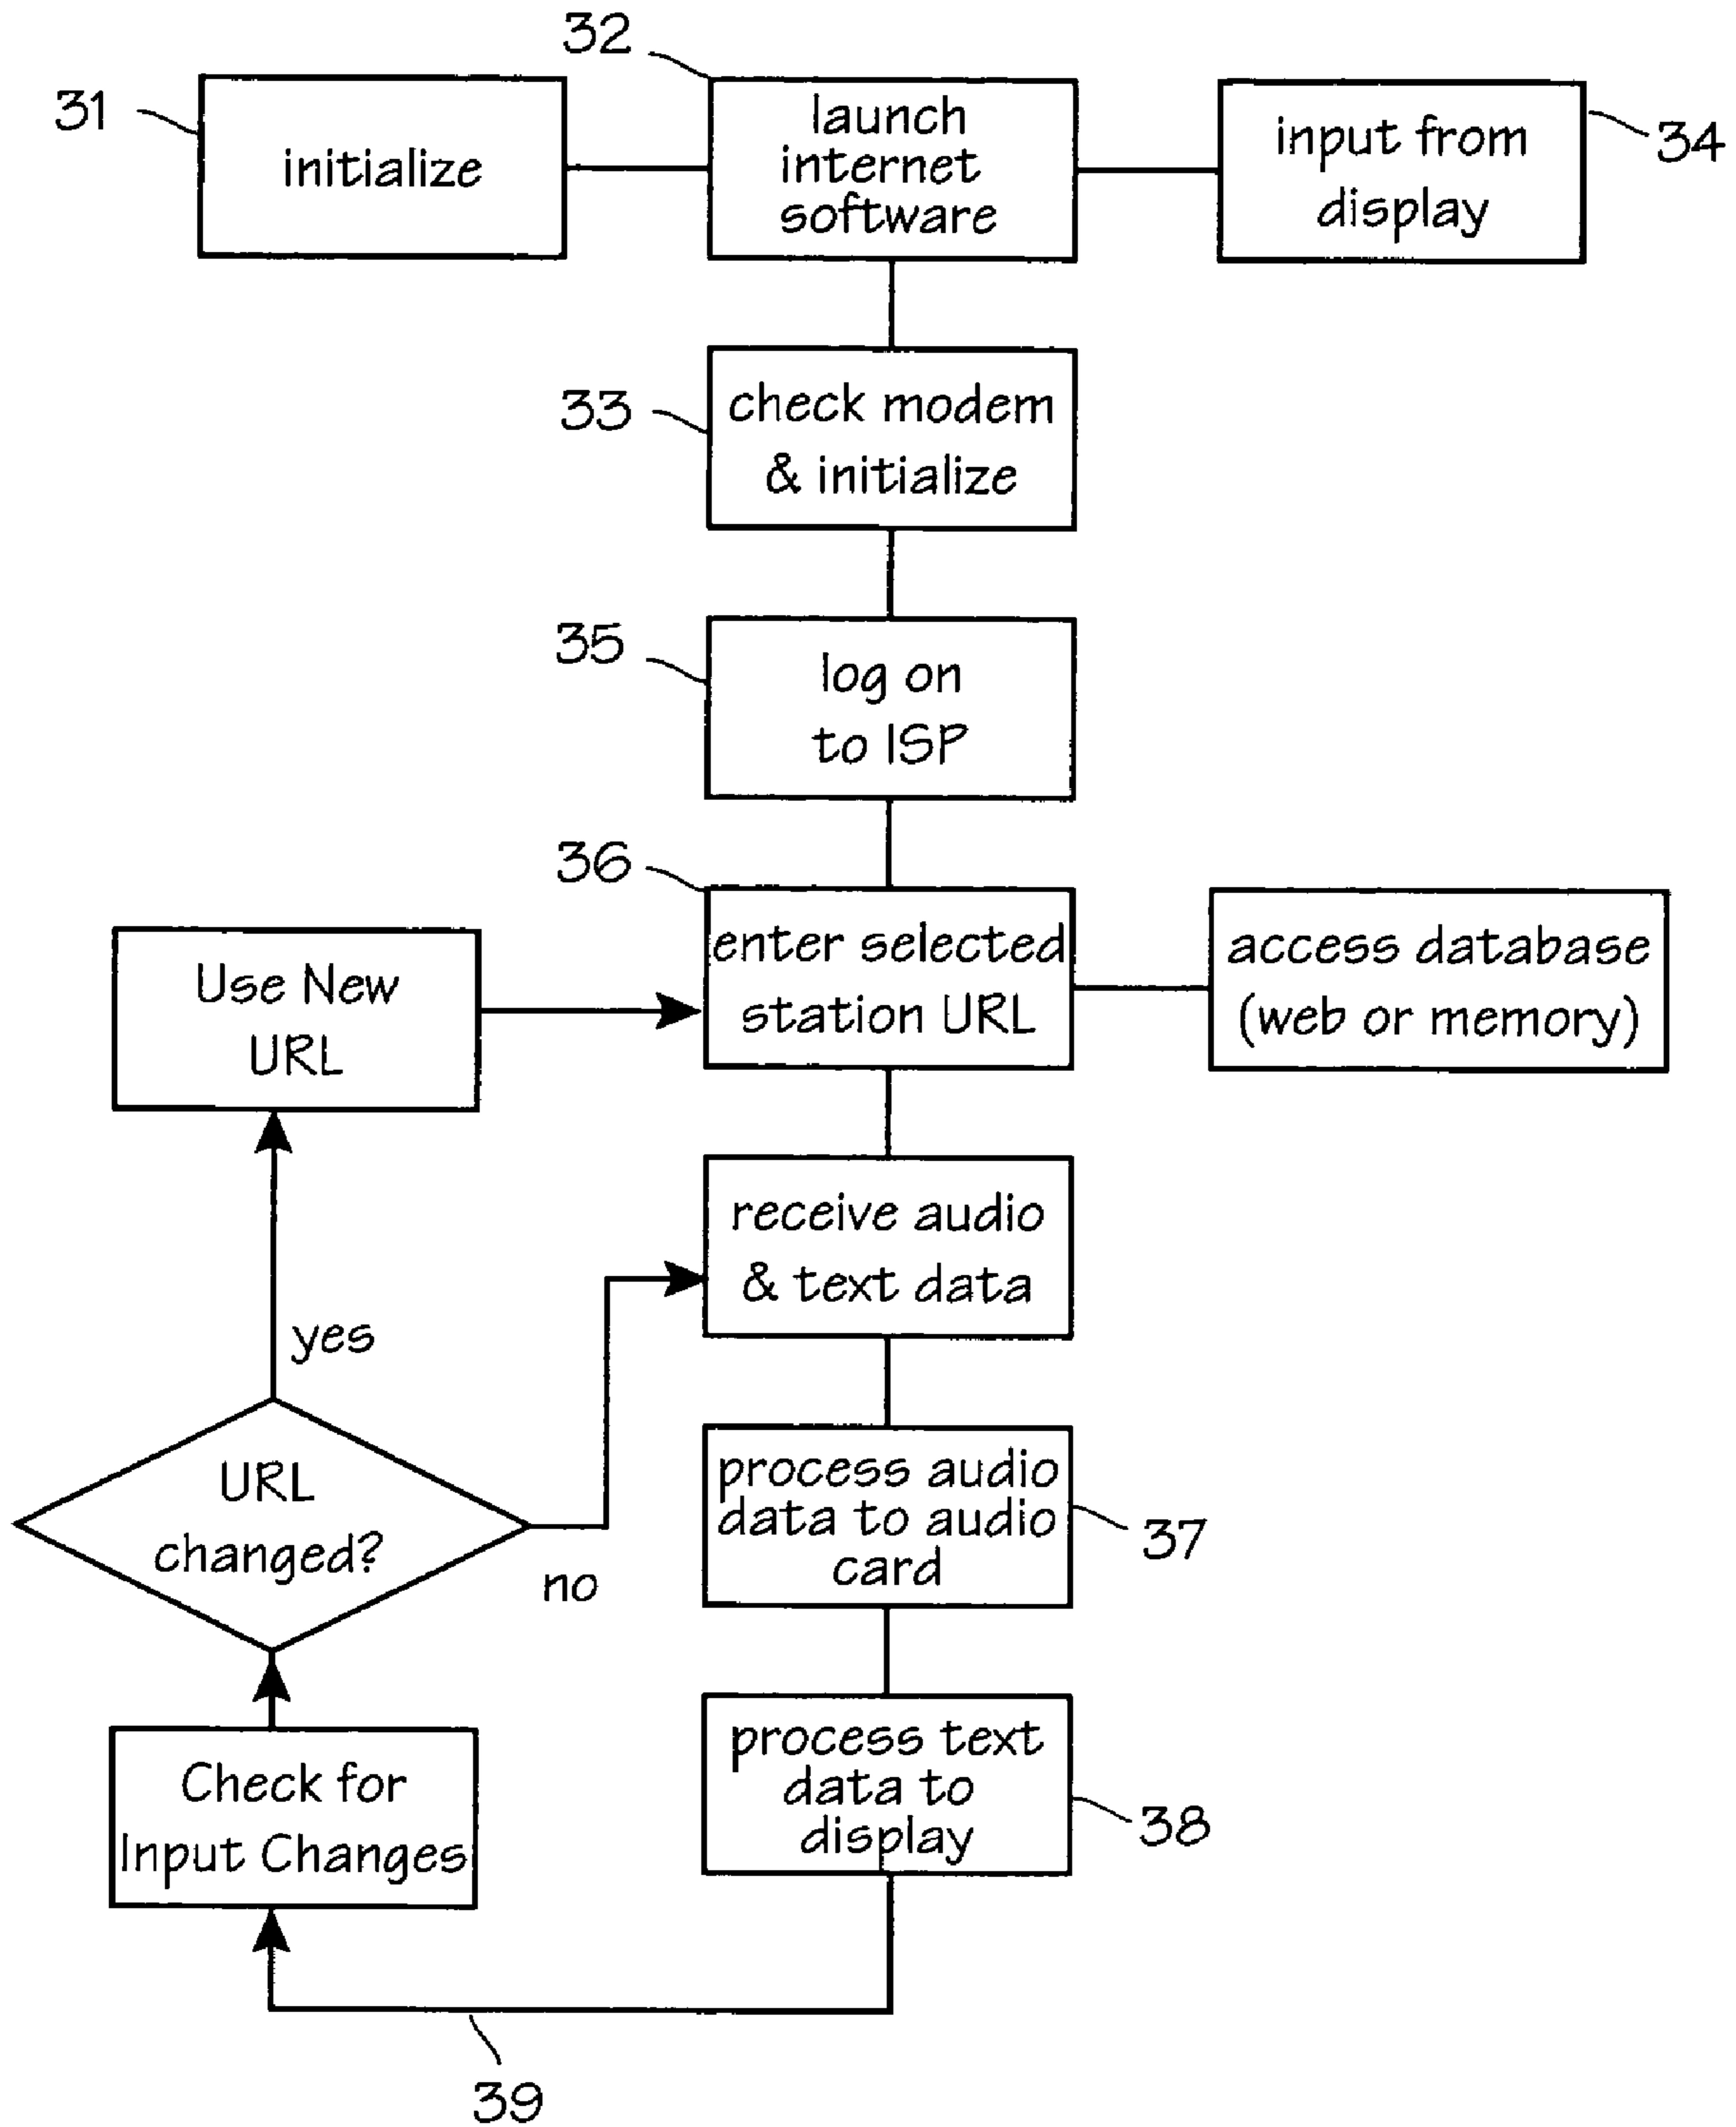 32
31
initialize
launch
internet
software
input from
display
34
33
check modem
& initialize
35
log on
to ISP
36
enter selected
station URL
access database
(web or memory)
Use New
URL
receive audio
& text data
yes
URL
changed?
no
process audio
data to audio
card
37
process text
data to
display
38
Check for
Input Changes
39